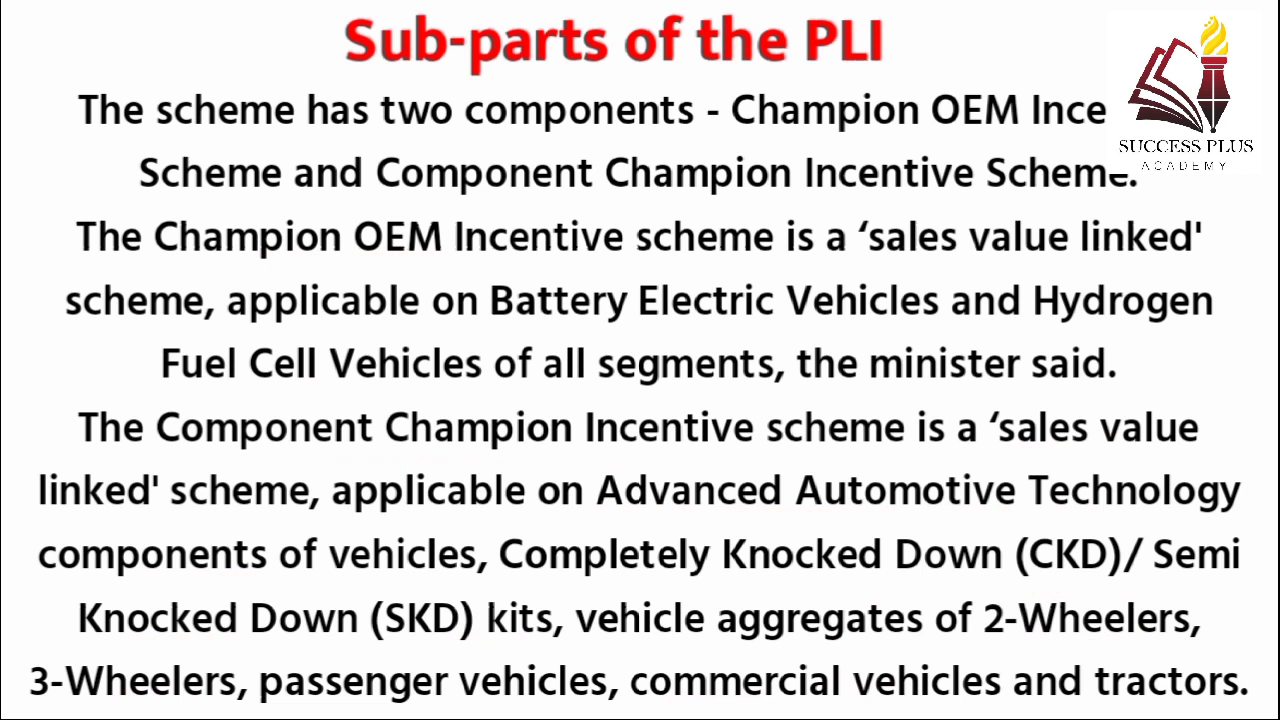 Sub-parts of the PLI
The scheme has two components - Champion OEM Ince
Scheme and Component Champion Incentive Scheme.
The Champion OEM Incentive scheme is a ‘sales value linked'
scheme, applicable on Battery Electric Vehicles and Hydrogen
Fuel Cell Vehicles of all segments, the minister said.
The Component Champion Incentive scheme is a ‘sales value
linked' scheme, applicable on Advanced Automotive Technology
components of vehicles, Completely Knocked Down (CKD)/ Semi
Knocked Down (SKD) kits, vehicle aggregates of 2-Wheelers,
3-Wheelers, passenger vehicles, commercial vehicles and tractors.
SUCCESS PLUS
ACADEMY